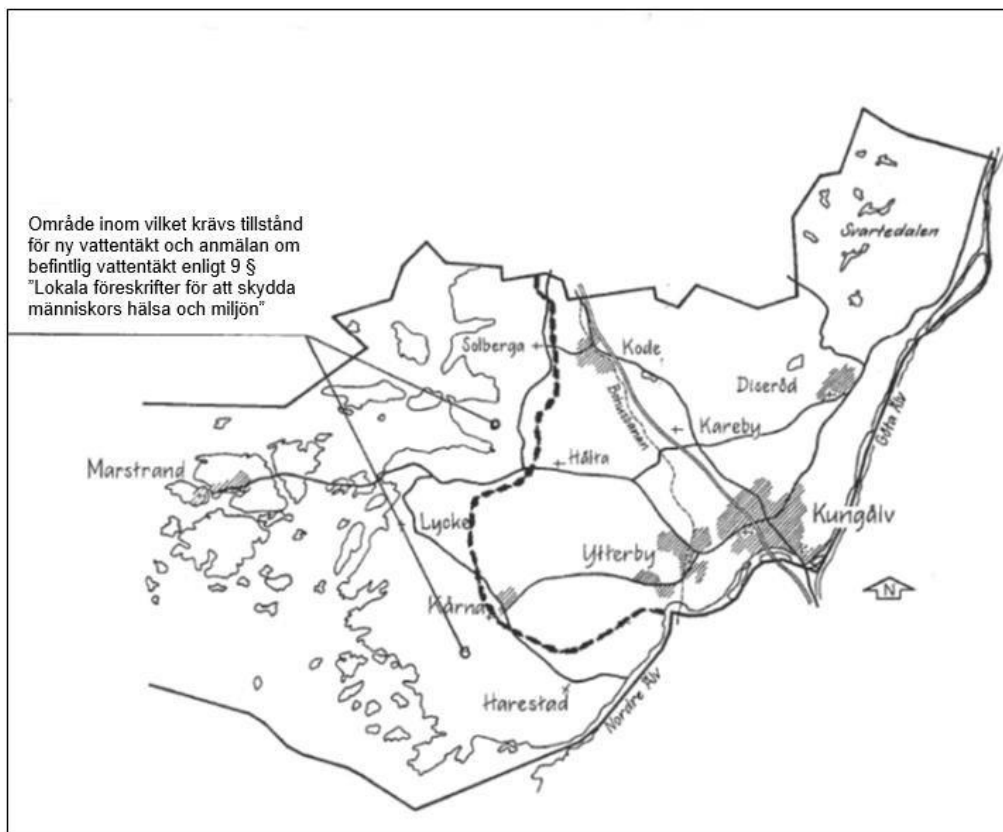 Svartedalen
Område inom vilket krävs tillstånd
för ny vattentäkt och anmälan om
befintlig vattentäkt enligt 9 §
"Lokala föreskrifter för att skydda
människors hälsa och miljön"
Solberga
Kode
Diseröd
Bohusbanan
Göta Älv
Kareby
Marstrand
Hålta
Lycke
Kungälv
Ytterby
N
Kärna
Harestad
Nordre Älv